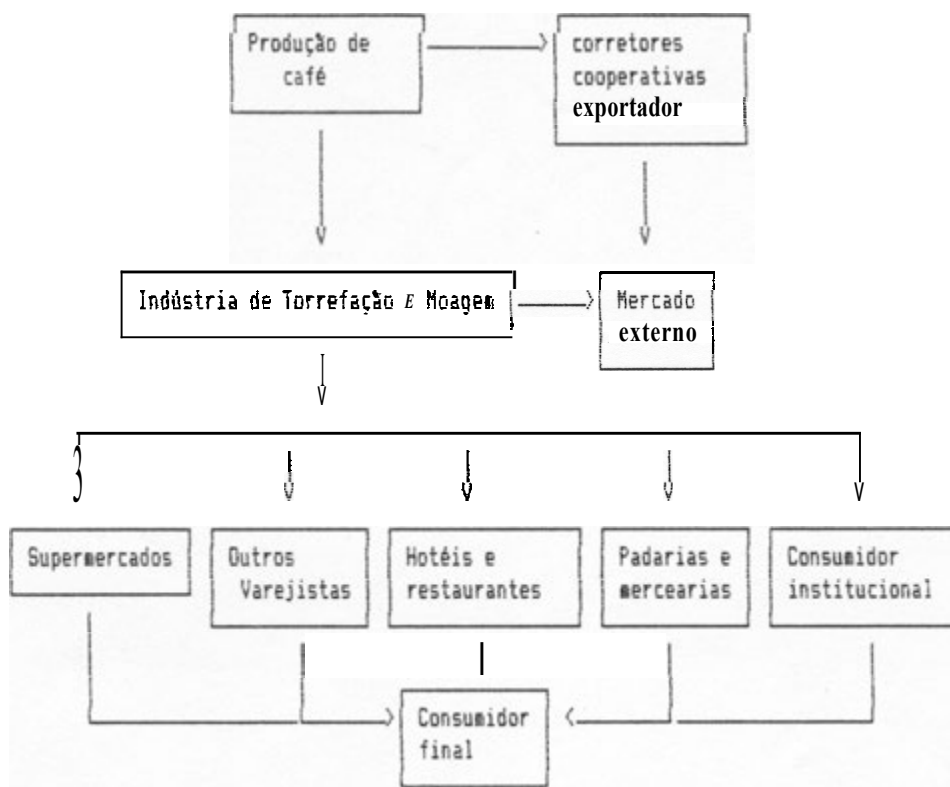 Produção de
café
corretores
cooperativas
exportador
Indústria de Torrefação E Moagem
Mercado
externo
3
Supermercados
Outros
Varejistas
Hotéis e
restaurantes
Padarias e
mercearias
Consumidor
institucional
Consumidor
final